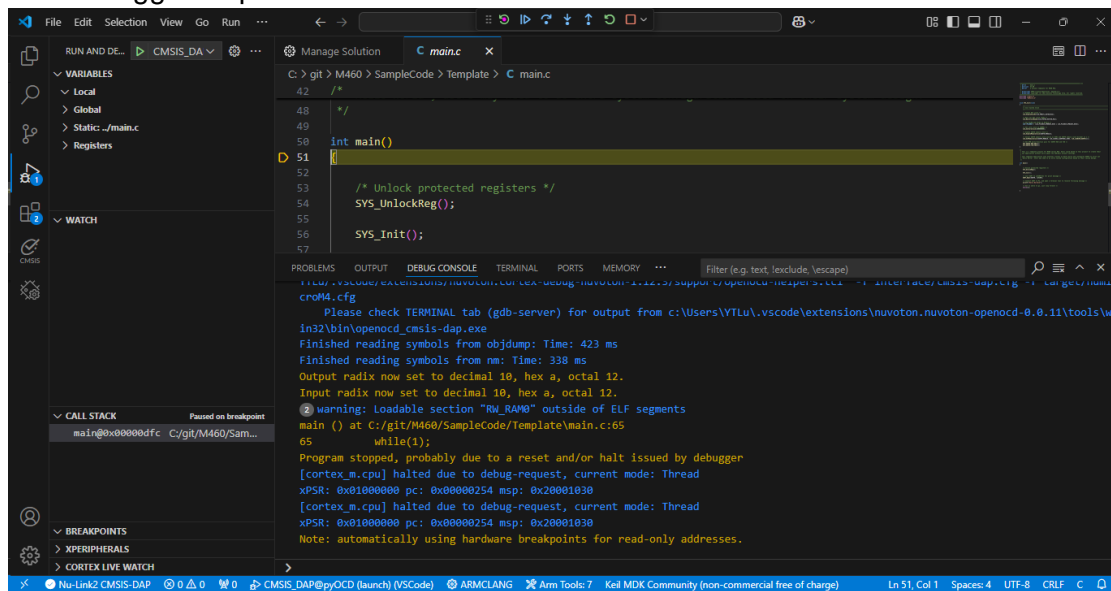 File Edit Selection View Go Run ···
RUN AND DE... CMSIS_DA ···
Manage Solution
C main.c
VARIABLES
Local
Global
Static: ../main.c
Registers
WATCH
CMSIS
1
2
CALL STACK Paused on breakpoint
main@0x00000dfc C:/git/M460/Sam...
BREAKPOINTS
XPERIPHERALS
CORTEX LIVE WATCH
C: > git > M460 > SampleCode > Template > C main.c
42 /*
48 */
49
50 int main()
51 {
52
53 /* Unlock protected registers */
54 SYS_UnlockReg();
55
56 SYS_Init();
57
PROBLEMS OUTPUT DEBUG CONSOLE TERMINAL PORTS MEMORY ··· Filter (e.g. text, !exclude, \escape)
croM4.cfg
Please check TERMINAL tab (gdb-server) for output from c:\Users\YTLu\.vscode\extensions\nuvoton.nuvoton-openocd-0.0.11\tools\w
in32\bin\openocd_cmsis-dap.exe
Finished reading symbols from objdump: Time: 423 ms
Finished reading symbols from nm: Time: 338 ms
Output radix now set to decimal 10, hex a, octal 12.
Input radix now set to decimal 10, hex a, octal 12.
2 warning: Loadable section "RW_RAM0" outside of ELF segments
main () at C:/git/M460/SampleCode/Template\main.c:65
65 while(1);
Program stopped, probably due to a reset and/or halt issued by debugger
[cortex_m.cpu] halted due to debug-request, current mode: Thread
xPSR: 0x01000000 pc: 0x00000254 msp: 0x20001030
[cortex_m.cpu] halted due to debug-request, current mode: Thread
xPSR: 0x01000000 pc: 0x00000254 msp: 0x20001030
Note: automatically using hardware breakpoints for read-only addresses.
>
Nu-Link2 CMSIS-DAP 0 0 0 CMSIS_DAP@pyOCD (launch) (VSCode) ARMCLANG Arm Tools: 7 Keil MDK Community (non-commercial free of charge) Ln 51, Col 1 Spaces: 4 UTF-8 CRLF C